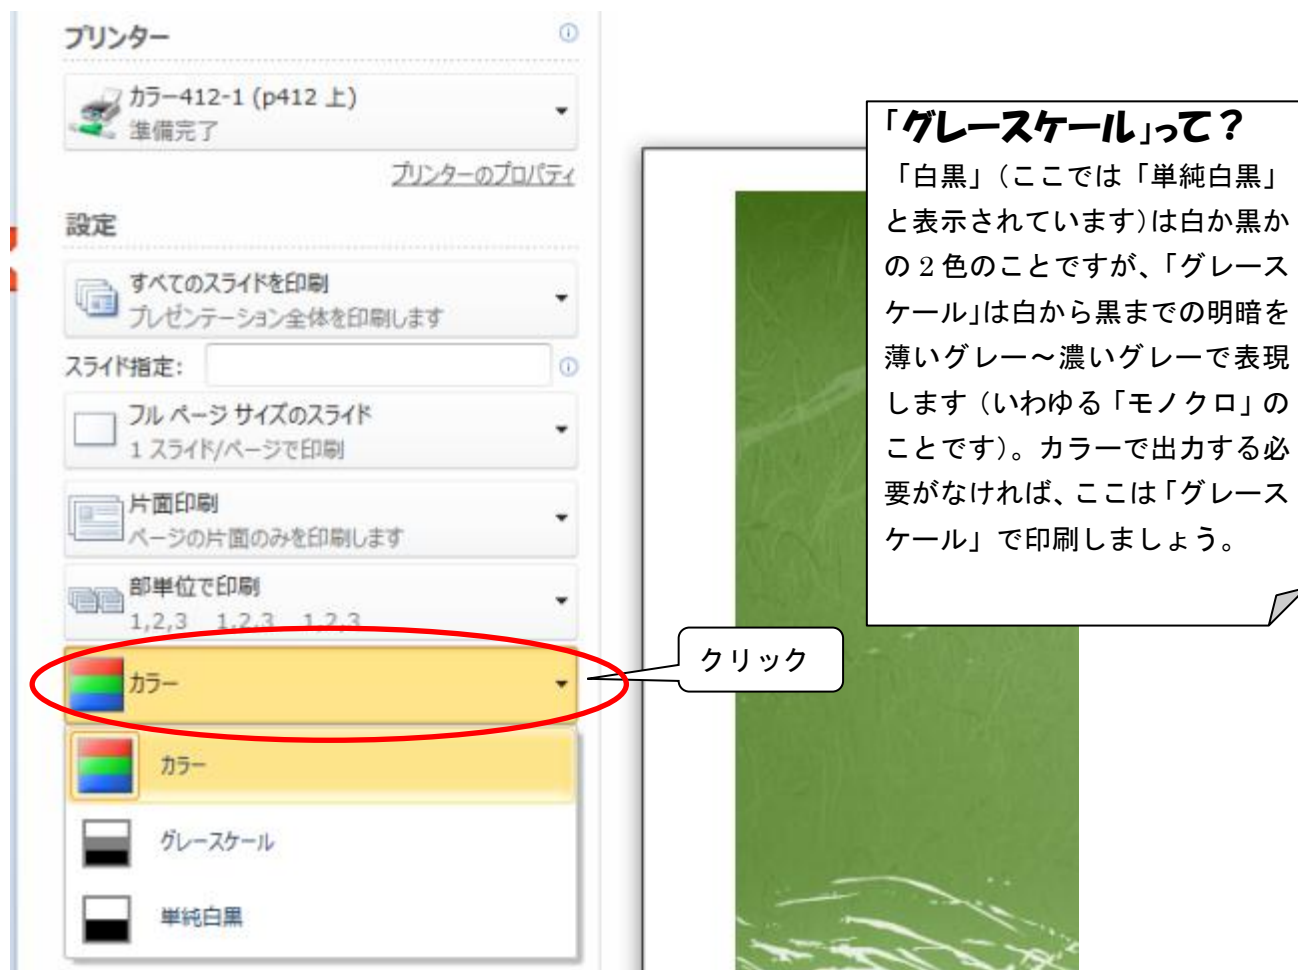 プリンター
カラー412-1 (p412 上)
準備完了
プリンターのプロパティ
設定
すべてのスライドを印刷
プレゼンテーション全体を印刷します
スライド指定:
フル ページ サイズのスライド
1 スライド/ページで印刷
片面印刷
ページの片面のみを印刷します
部単位で印刷
1,2,3 1,2,3 1,2,3
カラー
カラー
グレースケール
単純白黒
クリック
「グレースケール」って？
「白黒」（ここでは「単純白黒」
と表示されています）は白か黒か
の 2 色のことですが、「グレース
ケール」は白から黒までの明暗を
薄いグレー～濃いグレーで表現
します（いわゆる「モノクロ」の
ことです）。カラーで出力する必
要がなければ、ここは「グレース
ケール」で印刷しましょう。